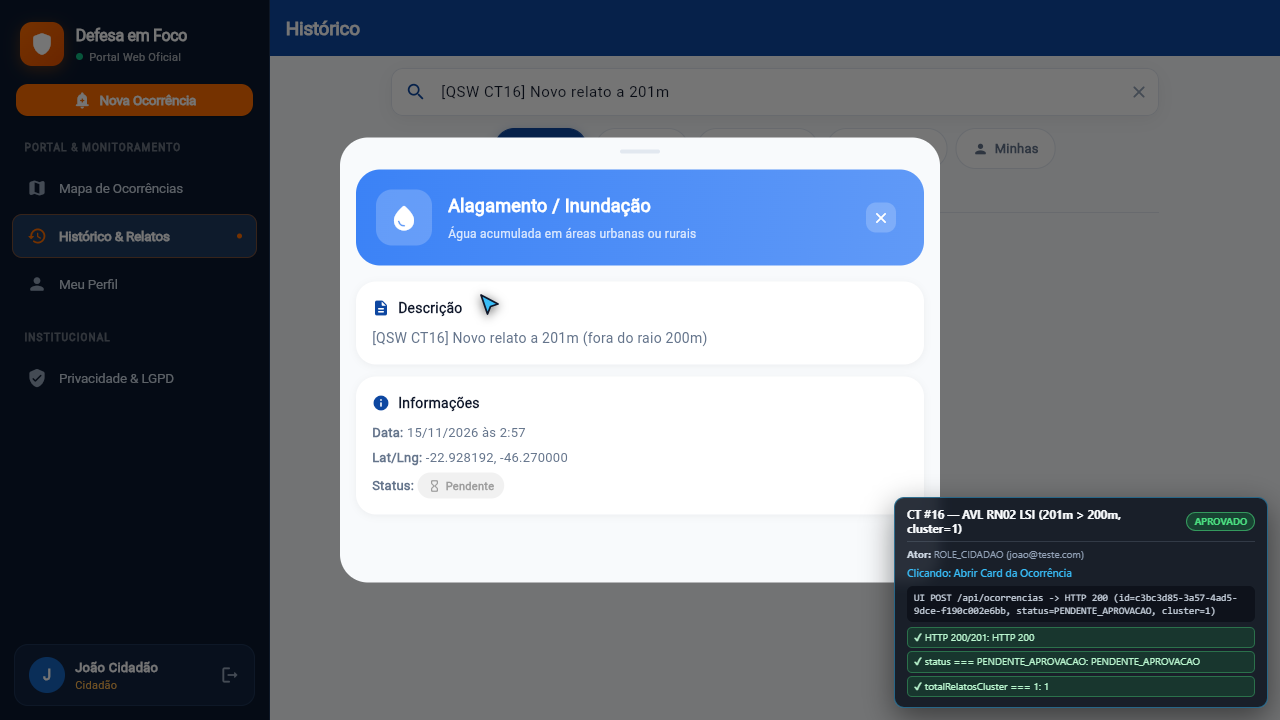 Defesa em Foco
Portal Web Oficial
Nova Ocorrência
PORTAL & MONITORAMENTO
Mapa de Ocorrências
Histórico & Relatos
Meu Perfil
INSTITUCIONAL
Privacidade & LGPD
J
João Cidadão
Cidadão
Histórico
[QSW CT16] Novo relato a 201m
Minhas
Alagamento / Inundação
Água acumulada em áreas urbanas ou rurais
Descrição
[QSW CT16] Novo relato a 201m (fora do raio 200m)
Informações
Data: 15/11/2026 às 2:57
Lat/Lng: -22.928192, -46.270000
Status: Pendente
CT #16 — AVL RN02 LSI (201m > 200m,
cluster=1)
APROVADO
Ator: ROLE_CIDADAO (joao@teste.com)
Clicando: Abrir Card da Ocorrência
UI POST /api/ocorrencias -> HTTP 200 (id=c3bc3d85-3a57-4ad5-
9dce-f190c002e6bb, status=PENDENTE_APROVACAO, cluster=1)
✔ HTTP 200/201: HTTP 200
✔ status === PENDENTE_APROVACAO: PENDENTE_APROVACAO
✔ totalRelatosCluster === 1: 1